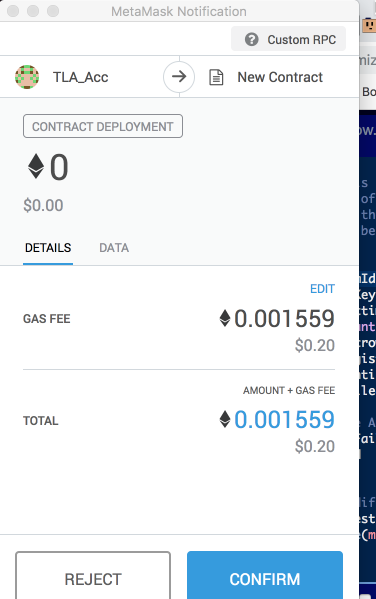 MetaMask Notification
? Custom RPC
TLA_Acc
New Contract
CONTRACT DEPLOYMENT
0
$0.00
DETAILS DATA
EDIT
GAS FEE
0.001559
$0.20
AMOUNT + GAS FEE
TOTAL
0.001559
$0.20
REJECT CONFIRM